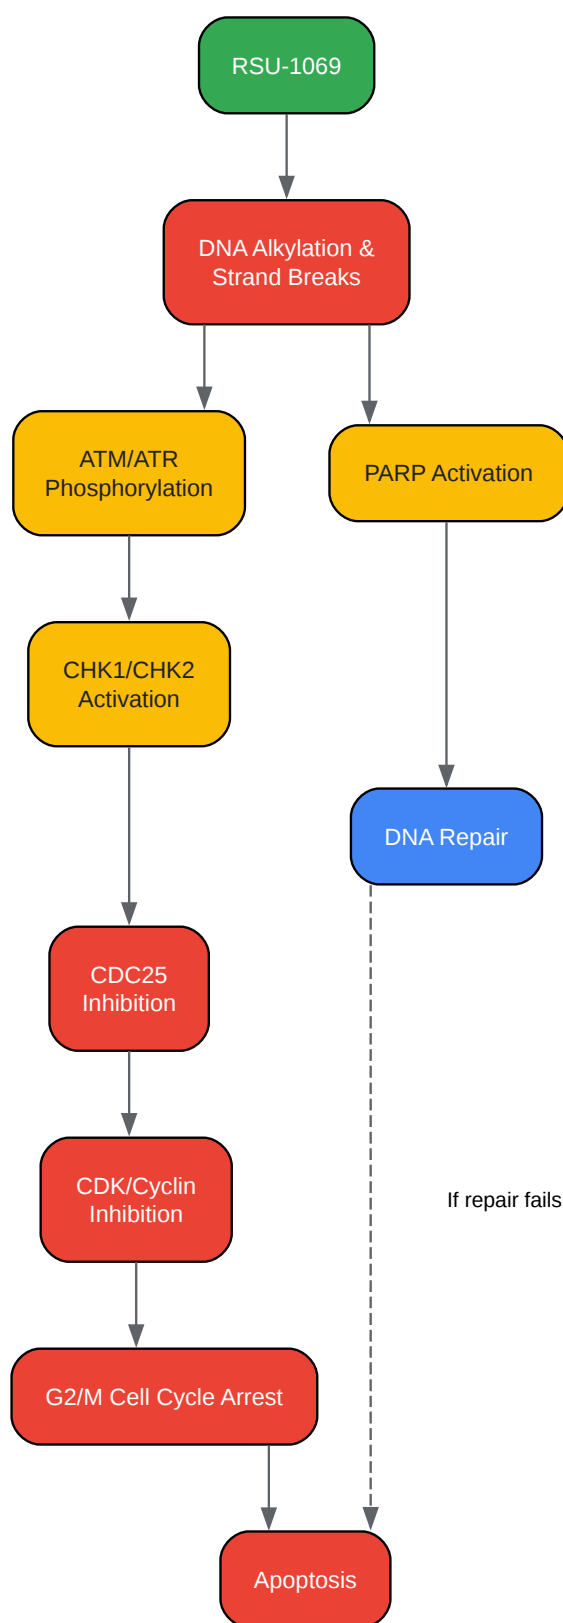 RSU-1069
DNA Alkylation &
Strand Breaks
ATM/ATR
Phosphorylation
PARP Activation
CHK1/CHK2
Activation
DNA Repair
CDC25
Inhibition
CDK/Cyclin
Inhibition
If repair fails
G2/M Cell Cycle Arrest
Apoptosis